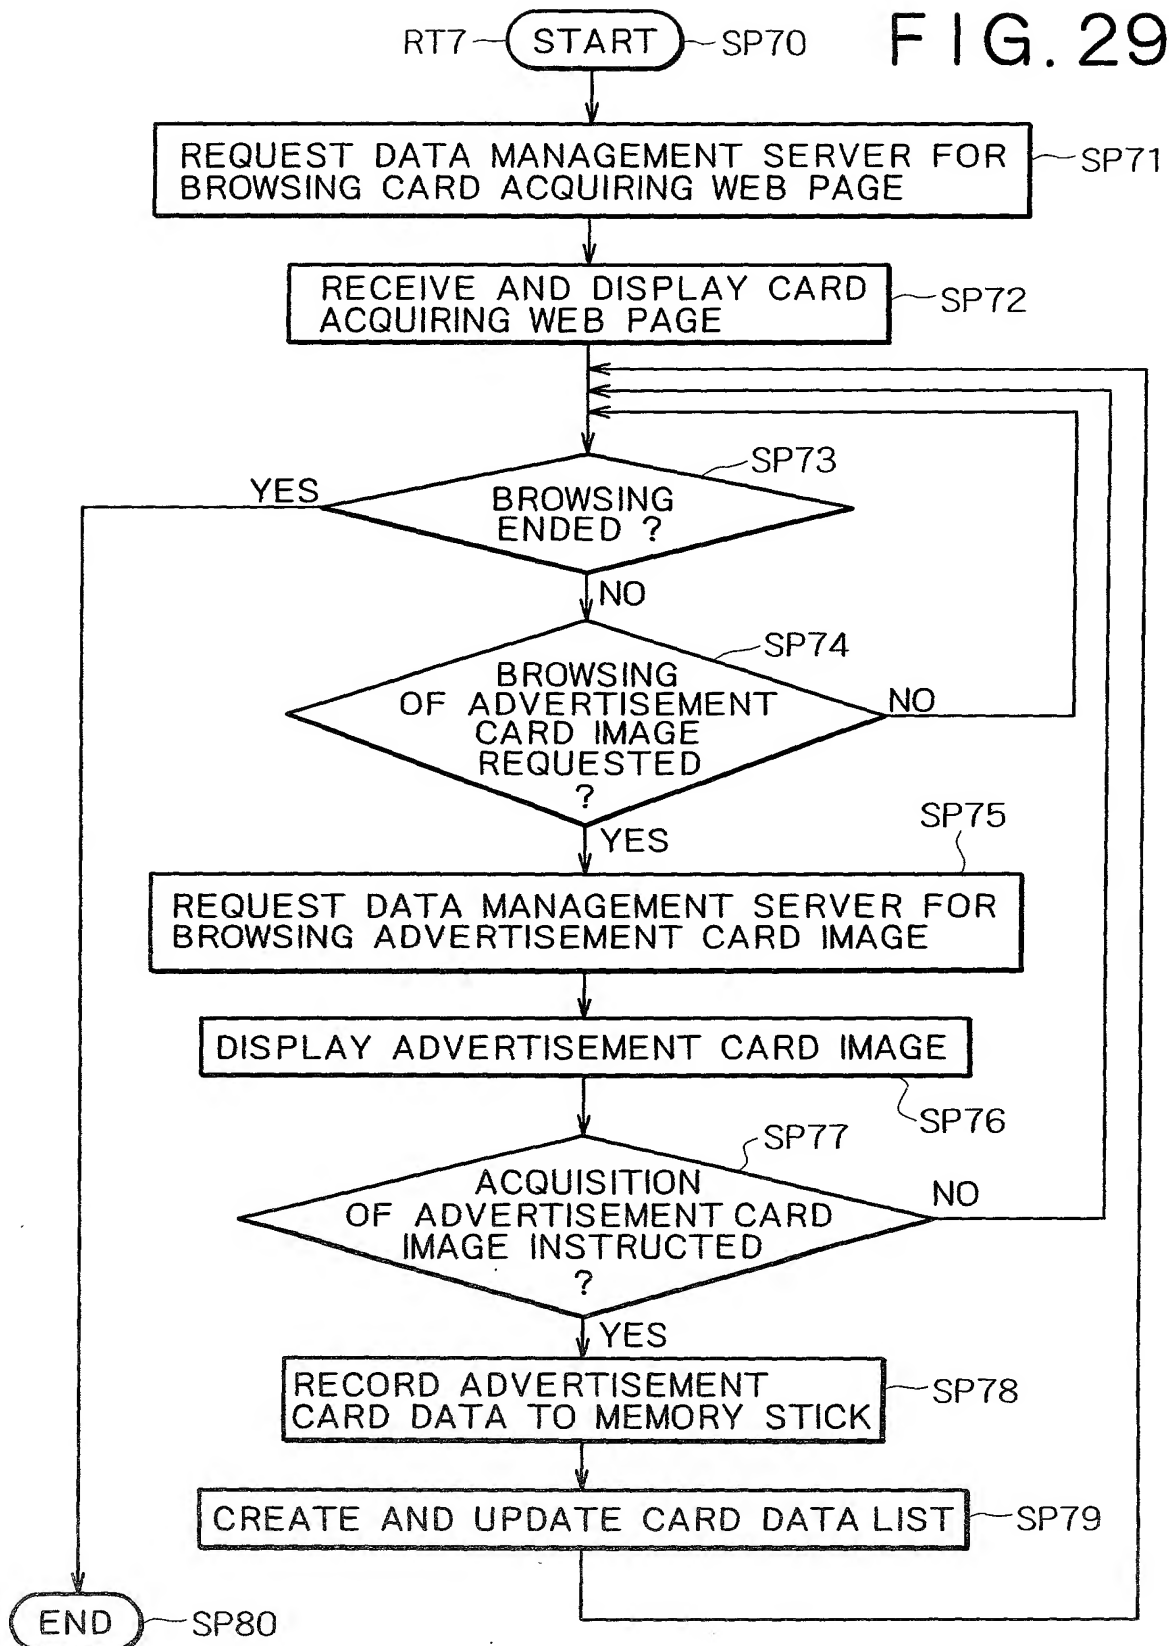 FIG. 29
RT7 START SP70
REQUEST DATA MANAGEMENT SERVER FOR
BROWSING CARD ACQUIRING WEB PAGE
SP71
RECEIVE AND DISPLAY CARD
ACQUIRING WEB PAGE
SP72
SP73
YES
BROWSING
ENDED ?
NO
SP74
BROWSING
OF ADVERTISEMENT
CARD IMAGE
REQUESTED
?
NO
YES
SP75
REQUEST DATA MANAGEMENT SERVER FOR
BROWSING ADVERTISEMENT CARD IMAGE
DISPLAY ADVERTISEMENT CARD IMAGE
SP76
SP77
ACQUISITION
OF ADVERTISEMENT CARD
IMAGE INSTRUCTED
?
NO
YES
RECORD ADVERTISEMENT
CARD DATA TO MEMORY STICK
SP78
CREATE AND UPDATE CARD DATA LIST
SP79
END SP80